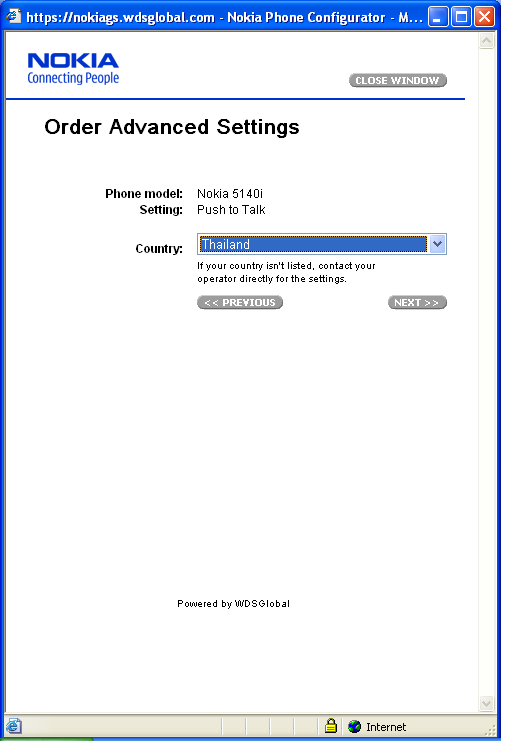 https://nokiags.wdsglobal.com - Nokia Phone Configurator - M...
NOKIA
Connecting People
CLOSE WINDOW
Order Advanced Settings
Phone model: Nokia 5140i
Setting: Push to Talk
Country: Thailand
If your country isn't listed, contact your
operator directly for the settings.
<< PREVIOUS
NEXT >>
Powered by WDSGlobal
Internet